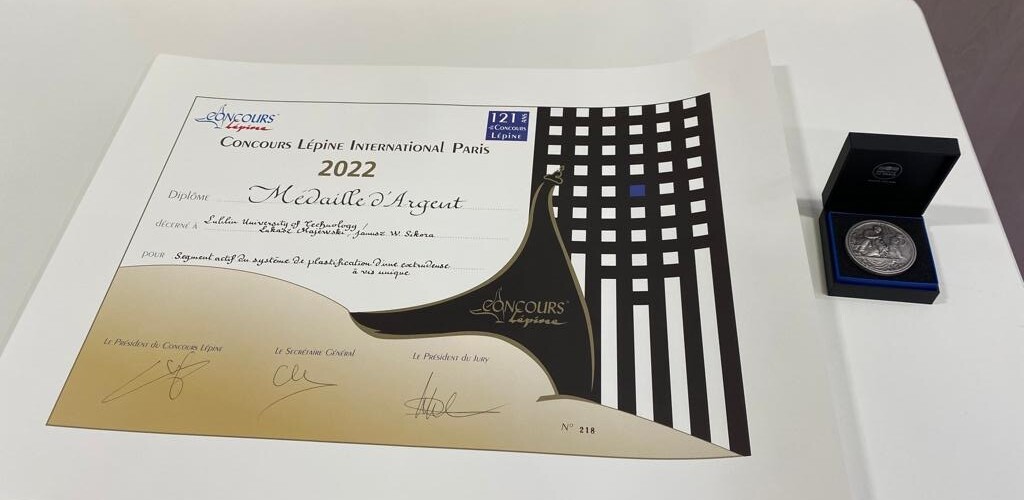 CONCOURS
Lépine
121 ANS
CONCOURS
LÉPINE
CONCOURS LÉPINE INTERNATIONAL PARIS
2022
DIPLÔME Médaille d'Argent
DÉCERNÉ À Lublin University of Technology /
Łukasz Majewski, Janusz W. Sikora
POUR Segment actif du système de plastification d'une extrudeuse
à vis unique
CONCOURS
Lépine
LE PRÉSIDENT DU CONCOURS LÉPINE
LE SECRÉTAIRE GÉNÉRAL
LE PRÉSIDENT DU JURY
N° 218